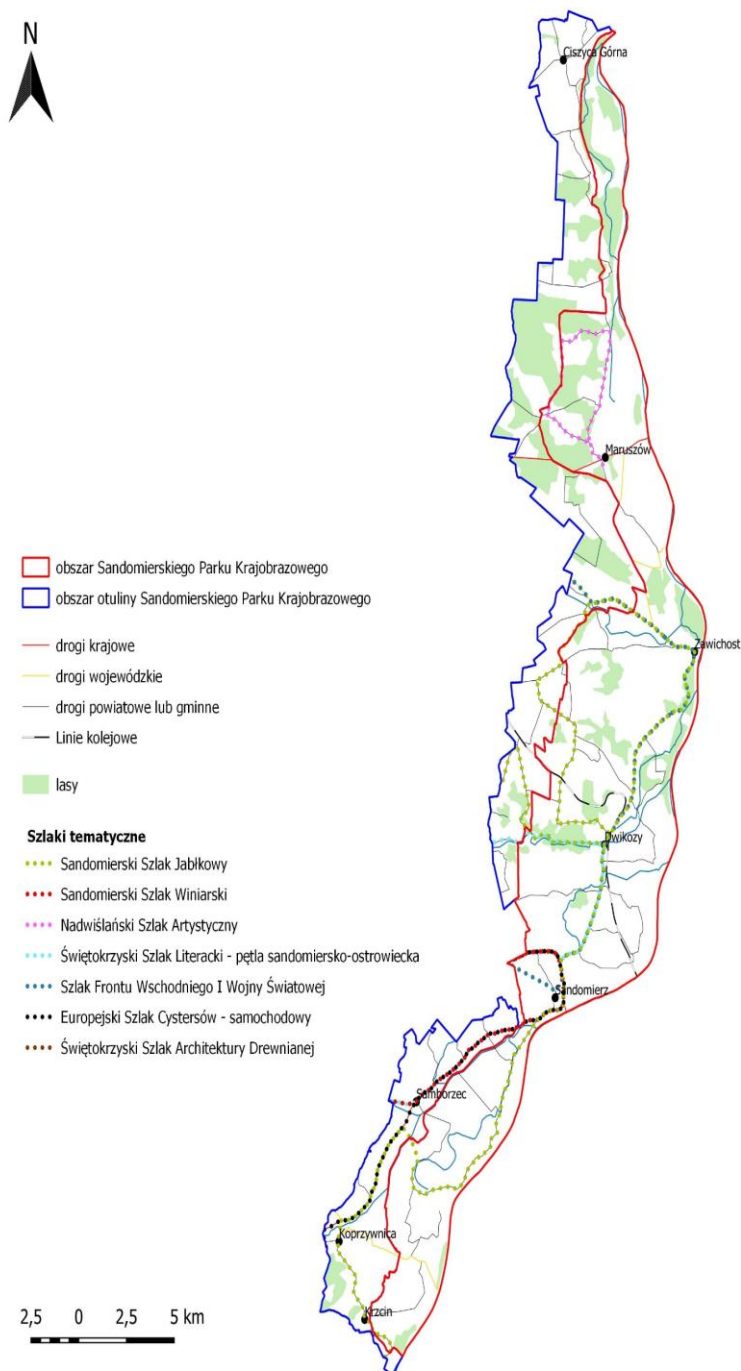 N
Ciszyca Górna
Maruszów
obszar Sandomierskiego Parku Krajobrazowego
obszar otuliny Sandomierskiego Parku Krajobrazowego
drogi krajowe
Zawichost
drogi wojewódzkie
drogi powiatowe lub gminne
Linie kolejowe
lasy
Szlaki tematyczne
Dwikozy
Sandomierski Szlak Jabłkowy
Sandomierski Szlak Winiarski
Nadwiślański Szlak Artystyczny
Świętokrzyski Szlak Literacki - pętla sandomiersko-ostrowiecka
Szlak Frontu Wschodniego I Wojny Światowej
Sandomierz
Europejski Szlak Cystersów - samochodowy
Świętokrzyski Szlak Architektury Drewnianej
Samborzec
Koprzywnica
Krzcin
2,5 0 2,5 5 km